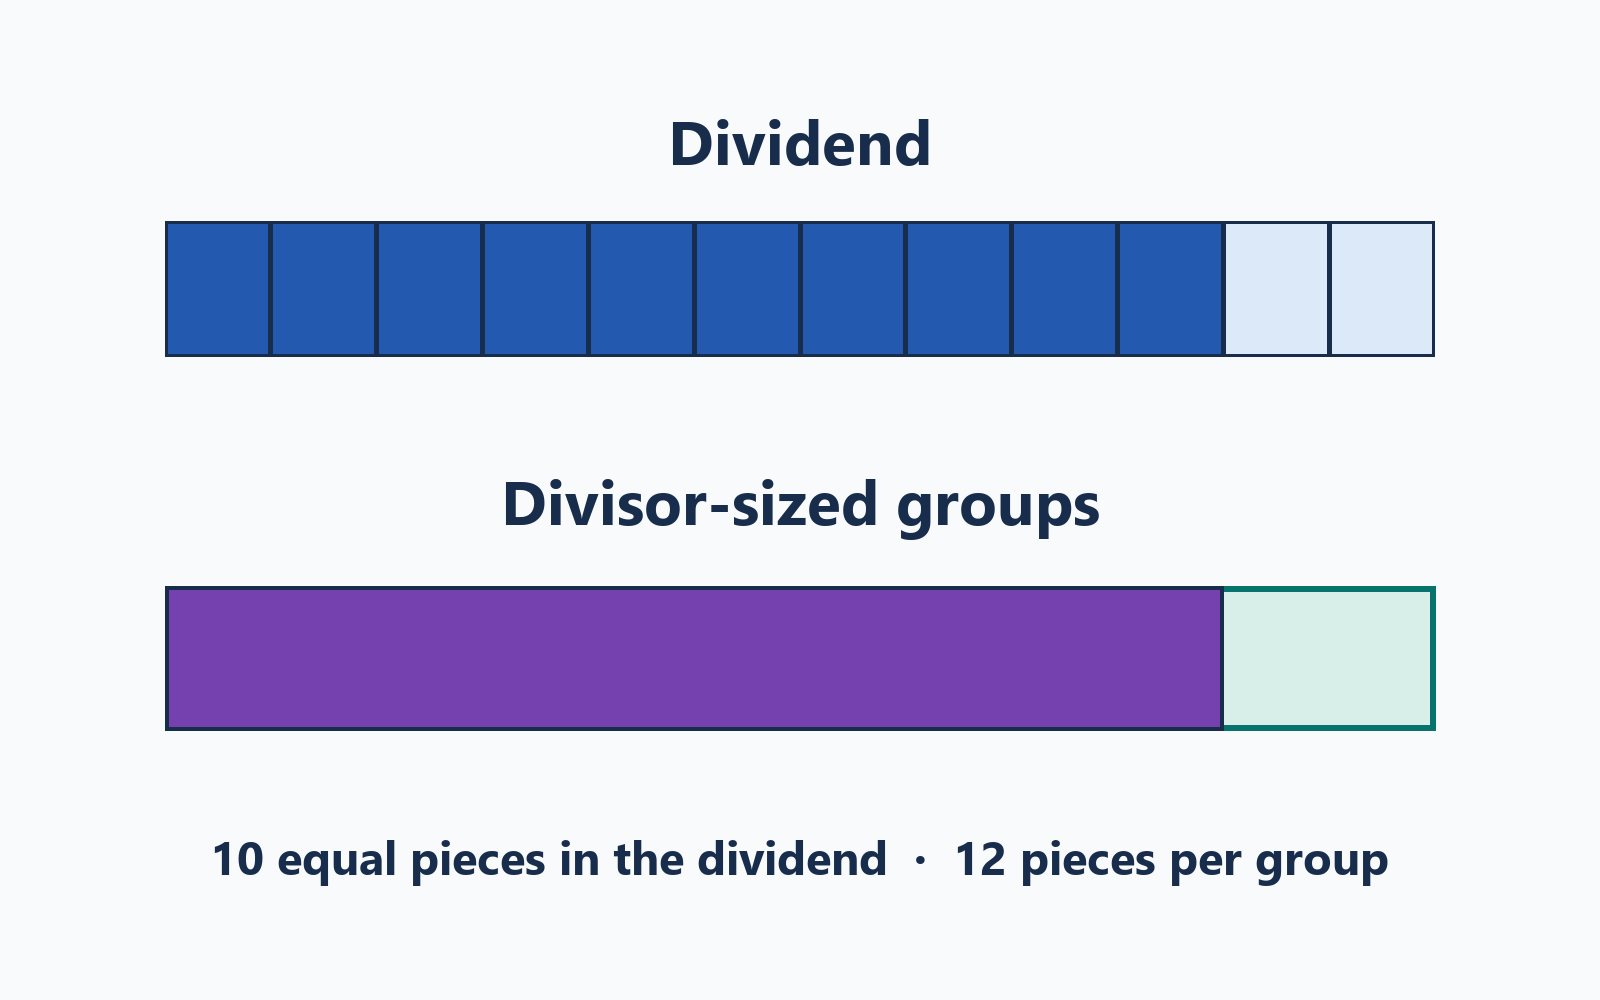 Dividend
Divisor-sized groups
10 equal pieces in the dividend · 12 pieces per group